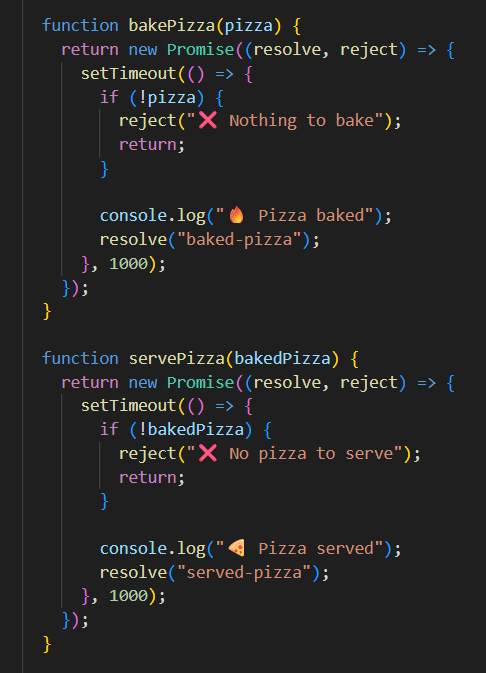 function bakePizza(pizza) {
  return new Promise((resolve, reject) => {
    setTimeout(() => {
      if (!pizza) {
        reject("❌ Nothing to bake");
        return;
      }

      console.log("🔥 Pizza baked");
      resolve("baked-pizza");
    }, 1000);
  });
}

function servePizza(bakedPizza) {
  return new Promise((resolve, reject) => {
    setTimeout(() => {
      if (!bakedPizza) {
        reject("❌ No pizza to serve");
        return;
      }

      console.log("🍕 Pizza served");
      resolve("served-pizza");
    }, 1000);
  });
}